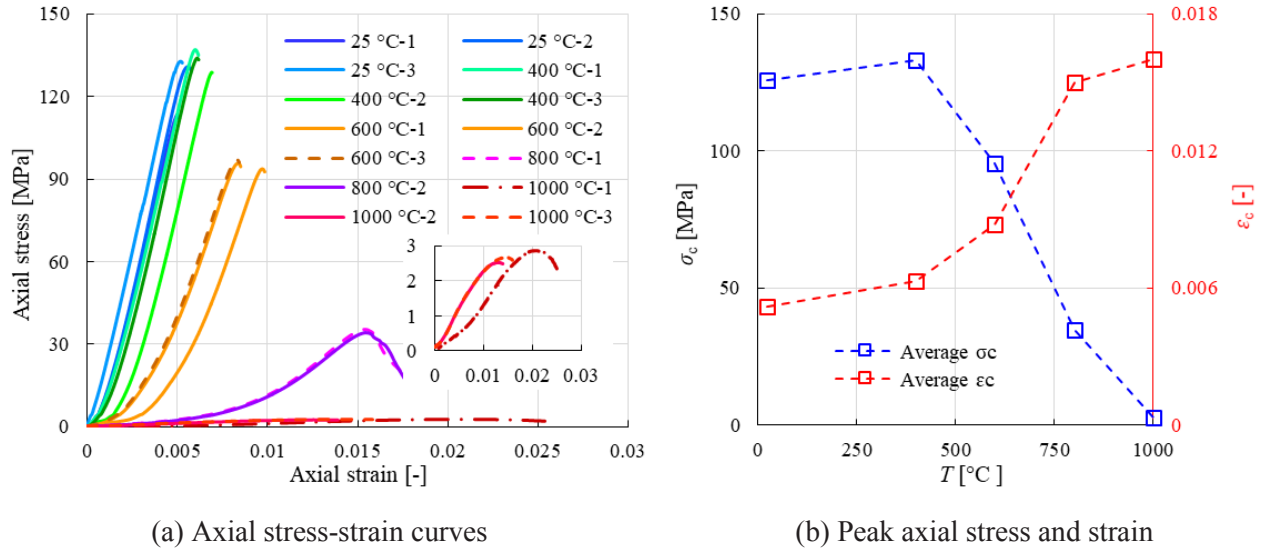 150
120
90
60
30
0
Axial stress [MPa]
25 °C-1
25 °C-2
25 °C-3
400 °C-1
400 °C-2
400 °C-3
600 °C-1
600 °C-2
600 °C-3
800 °C-1
800 °C-2
1000 °C-1
1000 °C-2
1000 °C-3
3
2
1
0
0 0.01 0.02 0.03
0 0.005 0.01 0.015 0.02 0.025 0.03
Axial strain [-]
(a) Axial stress-strain curves
150
100
50
0
σc [MPa]
Average σc
Average εc
0.018
0.012
0.006
0
εc [-]
0 250 500 750 1000
T [°C ]
(b) Peak axial stress and strain